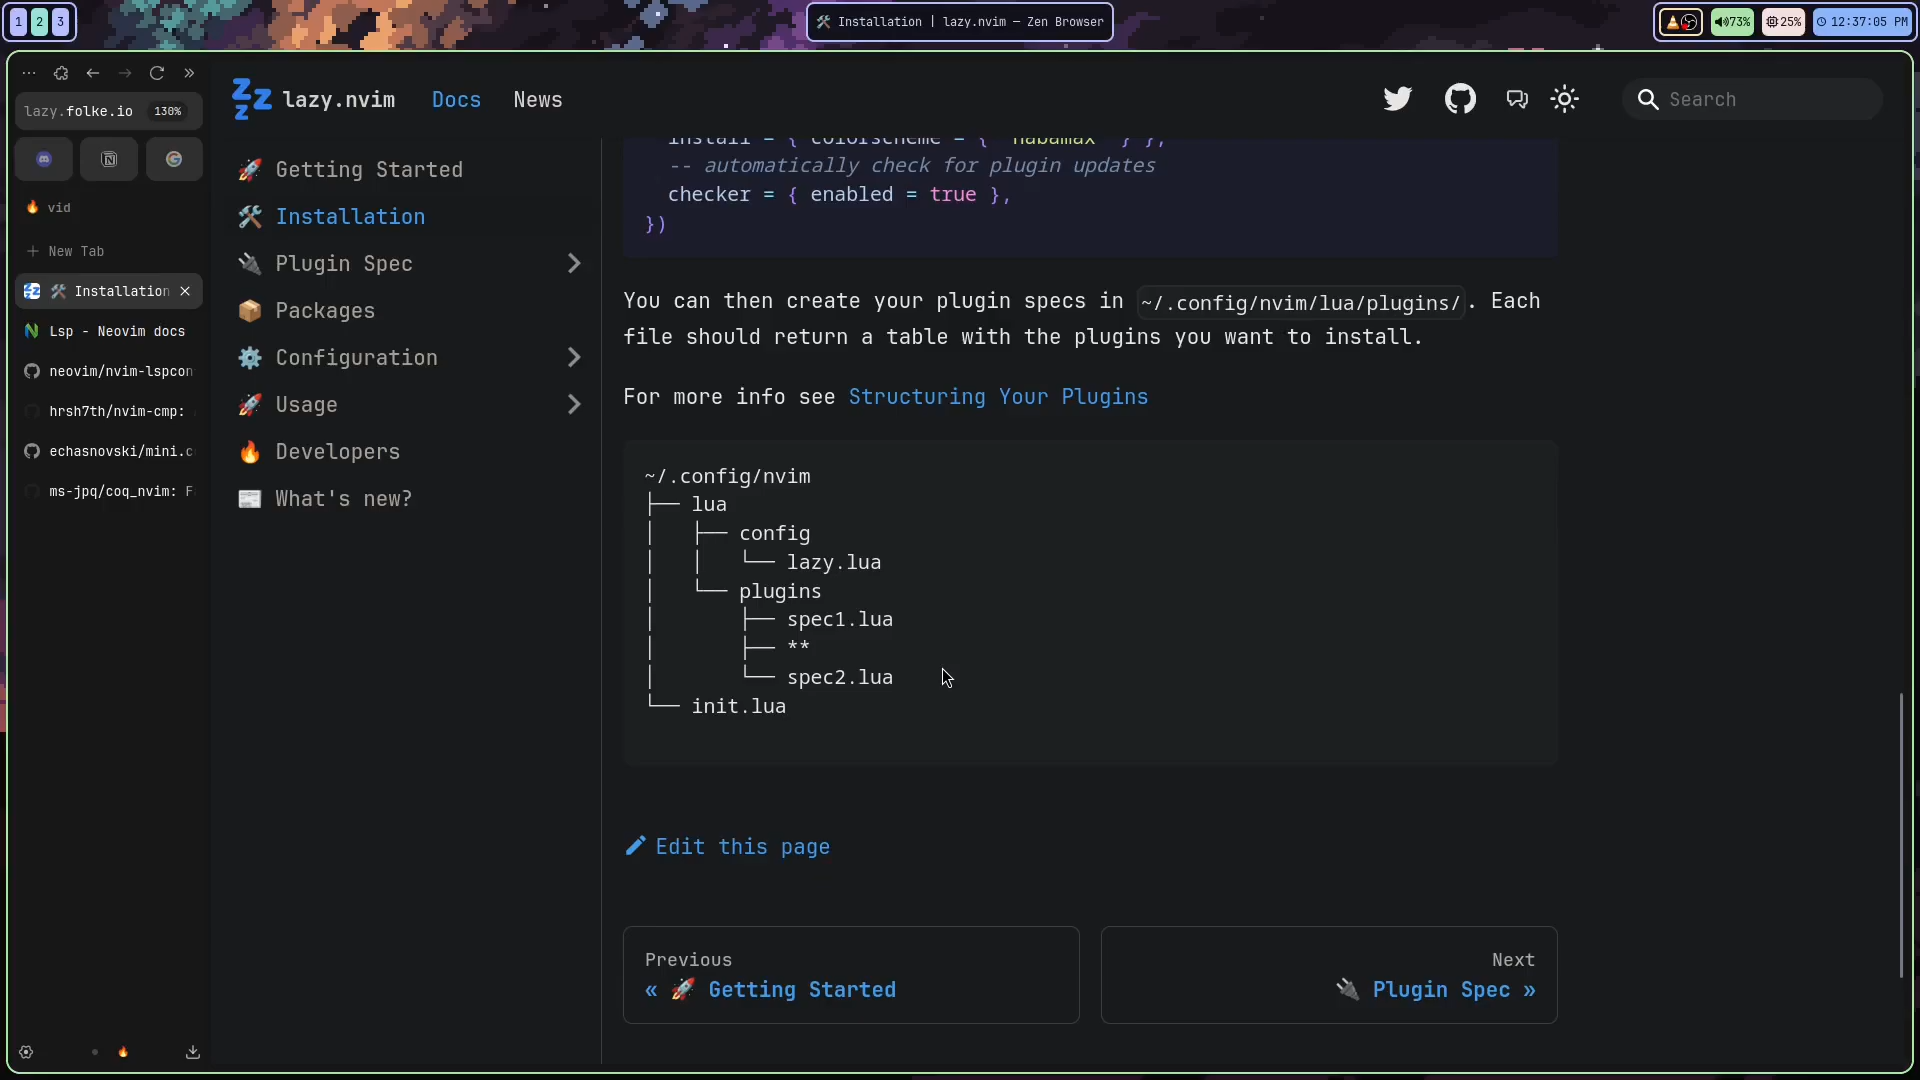 1 2 3
Installation | lazy.nvim — Zen Browser
73% 25% 12:37:05 PM
lazy.folke.io 130%
vid
New Tab
Installation
Lsp - Neovim docs
neovim/nvim-lspcon
hrsh7th/nvim-cmp:
echasnovski/mini.c
ms-jpq/coq_nvim: F
lazy.nvim Docs News Search
🚀 Getting Started
🛠️ Installation
🔌 Plugin Spec
📦 Packages
⚙️ Configuration
🚀 Usage
🔥 Developers
📰 What's new?
install = { colorscheme = { "habamax" } },
-- automatically check for plugin updates
checker = { enabled = true },
})
You can then create your plugin specs in ~/.config/nvim/lua/plugins/. Each
file should return a table with the plugins you want to install.
For more info see Structuring Your Plugins
~/.config/nvim
├── lua
│   ├── config
│   │   └── lazy.lua
│   └── plugins
│       ├── spec1.lua
│       ├── **
│       └── spec2.lua
└── init.lua
Edit this page
Previous
« 🚀 Getting Started
Next
🔌 Plugin Spec »